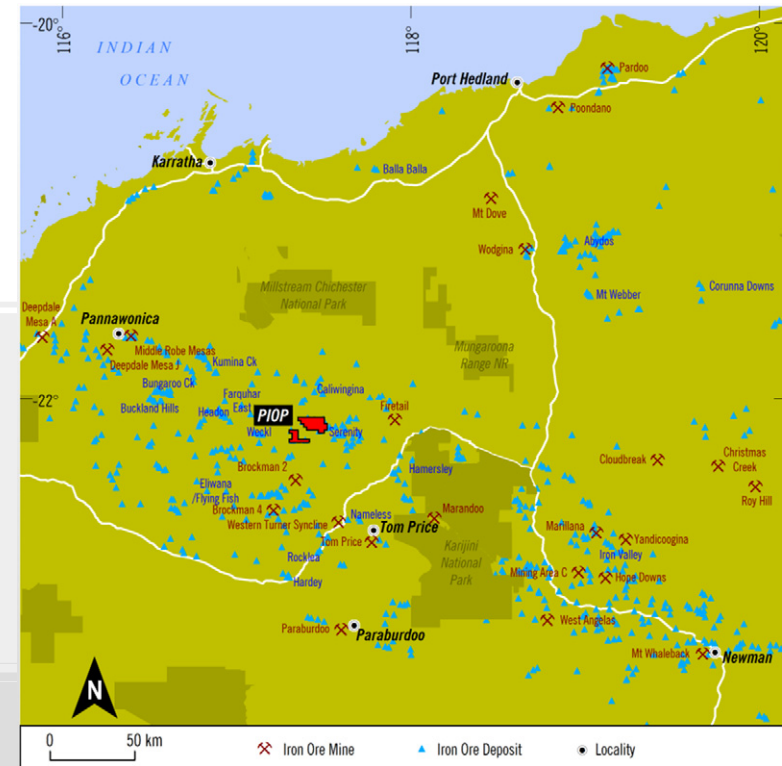 -20°
116°
118°
120°
INDIAN
OCEAN
Port Hedland
Pardoo
Poondano
Karratha
Balla Balla
Mt Dove
Wodgina
Abydos
Millstream Chichester
National Park
Mt Webber
Corunna Downs
Deepdale
Mesa A
Pannawonica
Middle Robe Mesas
Deepdale Mesa J
Mungaroona
Range NR
Kumina Ck
Bungaroo Ck
Caliwingina
Farquhar
-22°
Buckland Hills
Headon
East
PIOP
Firetail
Serenity
Brockman 2
Hamersley
Cloudbreak
Christmas
Creek
Roy Hill
Eliwana
/Flying Fish
Brockman 4
Western Turner Syncline
Nameless
Marandoo
Tom Price
Tom Price
Marillana
Yandicoogina
Iron Valley
Karijini
National
Park
Rocklea
Hardey
Mining Area C
Hope Downs
Paraburdoo
Paraburdoo
West Angelas
Mt Whaleback
Newman
N
0 50 km
Iron Ore Mine
Iron Ore Deposit
Locality